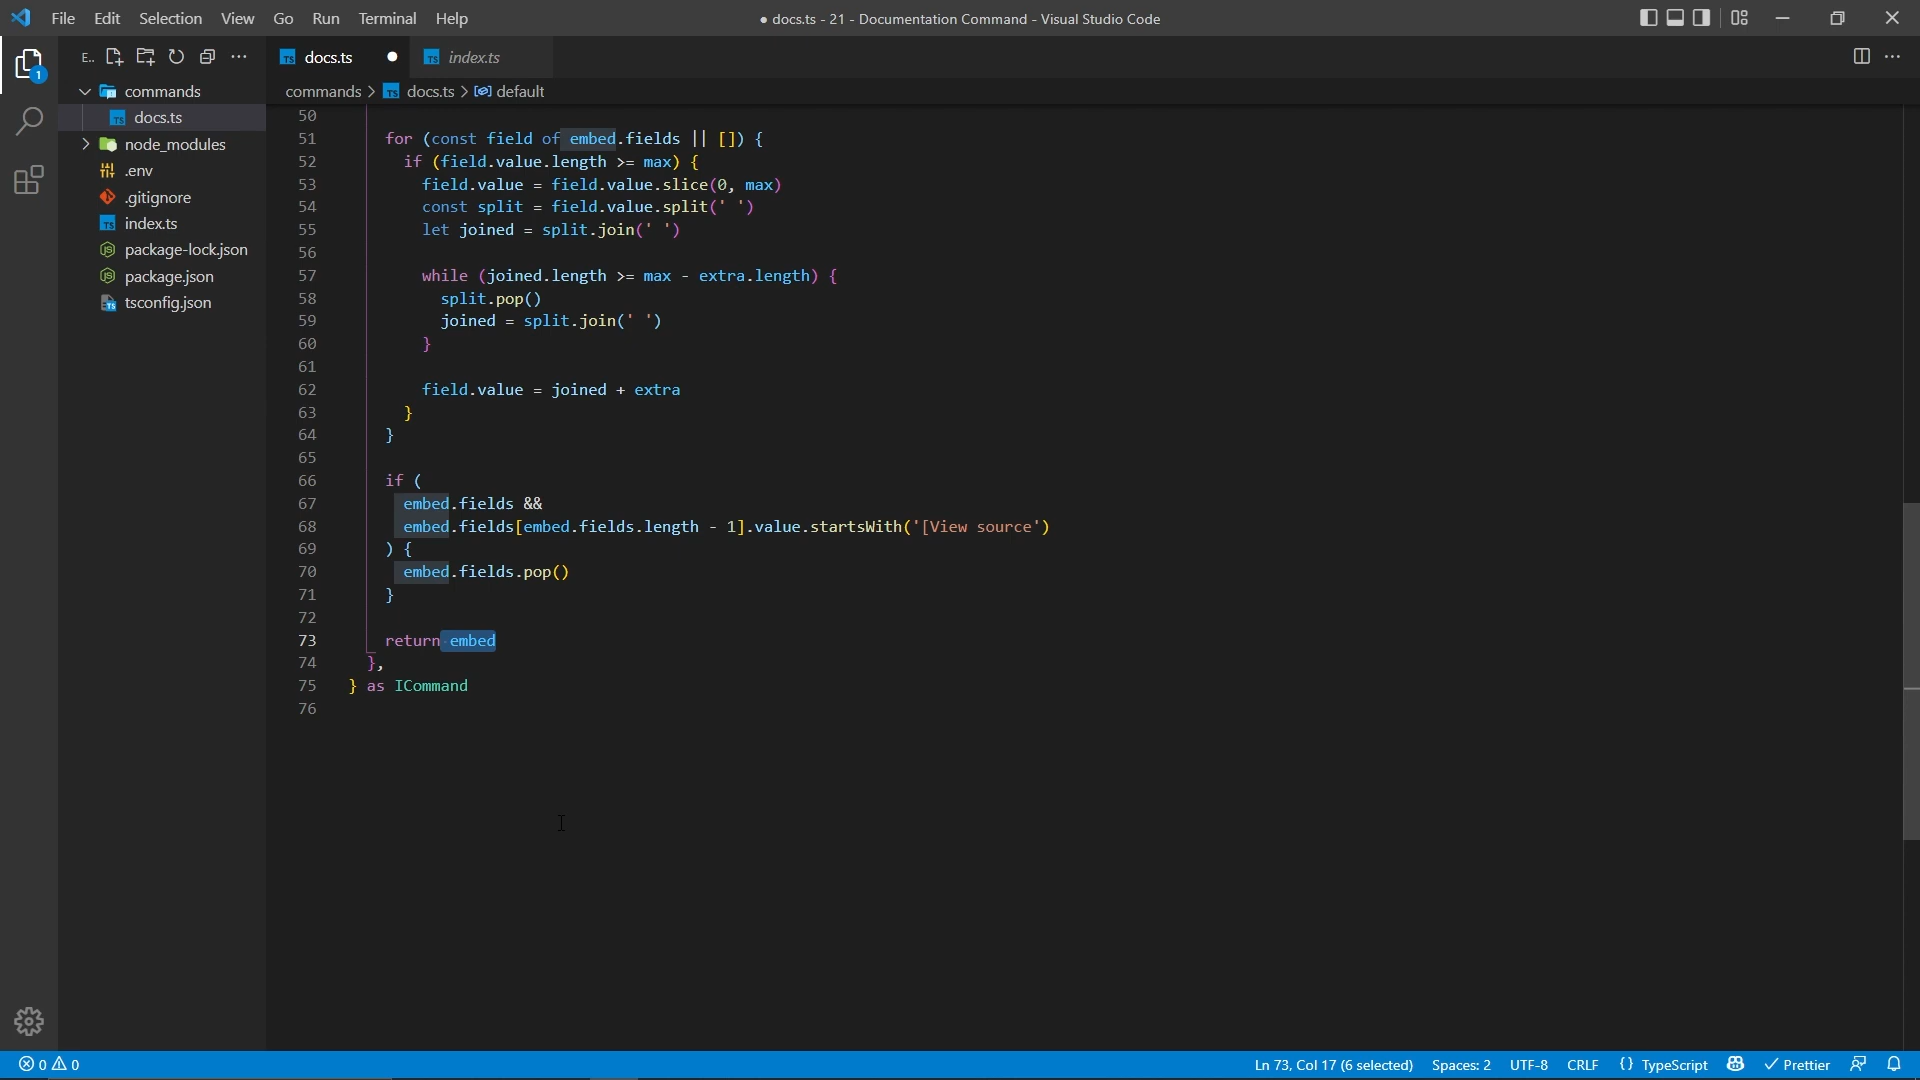 File Edit Selection View Go Run Terminal Help
● docs.ts - 21 - Documentation Command - Visual Studio Code
E..
docs.ts
index.ts
commands > docs.ts > default
1
commands
docs.ts
node_modules
.env
.gitignore
index.ts
package-lock.json
package.json
tsconfig.json
50
51 for (const field of embed.fields || []) {
52 if (field.value.length >= max) {
53 field.value = field.value.slice(0, max)
54 const split = field.value.split(' ')
55 let joined = split.join(' ')
56
57 while (joined.length >= max - extra.length) {
58 split.pop()
59 joined = split.join(' ')
60 }
61
62 field.value = joined + extra
63 }
64 }
65
66 if (
67 embed.fields &&
68 embed.fields[embed.fields.length - 1].value.startsWith('[View source')
69 ) {
70 embed.fields.pop()
71 }
72
73 return embed
74 },
75 } as ICommand
76
0 0
Ln 73, Col 17 (6 selected) Spaces: 2 UTF-8 CRLF {} TypeScript Prettier